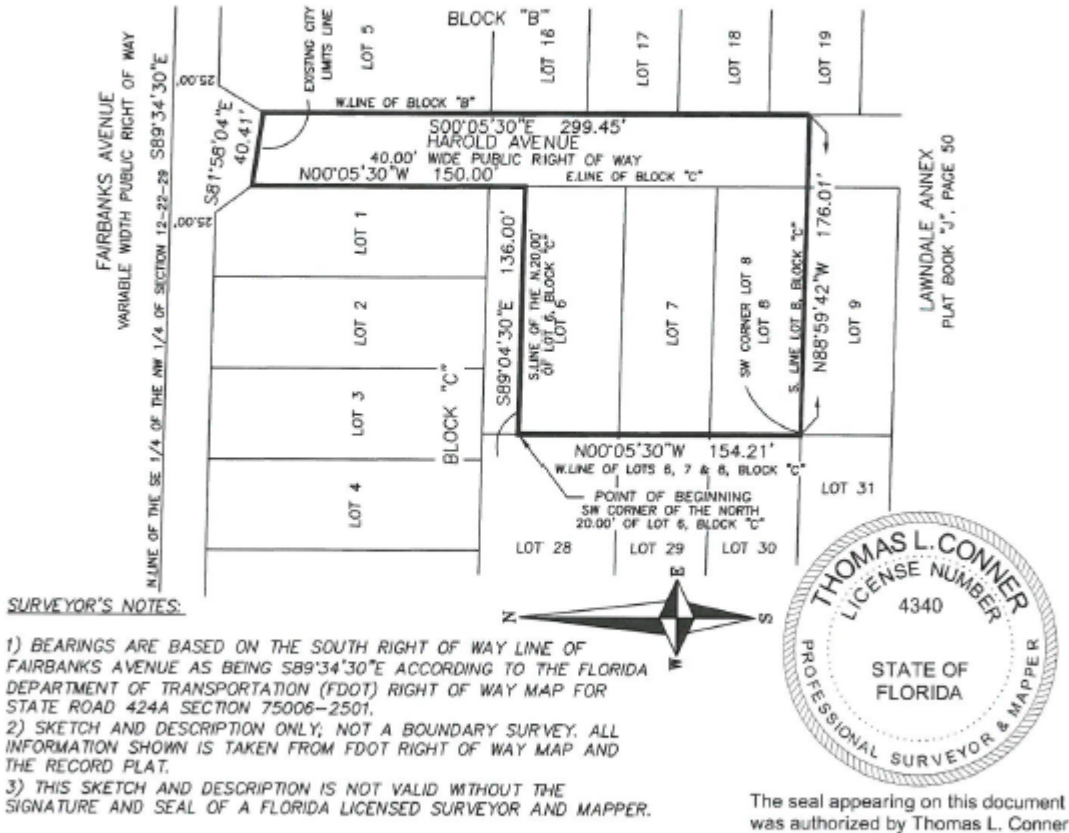 BLOCK "B"
LOT 5
LOT 16
LOT 17
LOT 18
LOT 19
EXISTING CITY
LIMITS LINE
FAIRBANKS AVENUE
VARIABLE WIDTH PUBLIC RIGHT OF WAY
N.LINE OF THE SE 1/4 OF THE NW 1/4 OF SECTION 12-22-29 S89°34'30"E
25.00'
S81°58'04"E
40.41'
25.00'
W.LINE OF BLOCK "B"
S00°05'30"E 299.45'
HAROLD AVENUE
40.00' WIDE PUBLIC RIGHT OF WAY
N00°05'30"W 150.00'
E.LINE OF BLOCK "C"
LOT 1
LOT 2
LOT 3
LOT 4
BLOCK "C"
S89°04'30"E 136.00'
S.LINE OF THE N.20.00'
OF LOT 6, BLOCK "C"
LOT 6
LOT 7
SW CORNER LOT 8
LOT 8
S. LINE LOT 8, BLOCK "C"
N88°59'42"W 176.01'
LOT 9
LAWNDALE ANNEX
PLAT BOOK "J", PAGE 50
N00°05'30"W 154.21'
W.LINE OF LOTS 6, 7 & 8, BLOCK "C"
POINT OF BEGINNING
SW CORNER OF THE NORTH
20.00' OF LOT 6, BLOCK "C"
LOT 28
LOT 29
LOT 30
LOT 31
N
E
S
W
SURVEYOR'S NOTES:
1) BEARINGS ARE BASED ON THE SOUTH RIGHT OF WAY LINE OF
FAIRBANKS AVENUE AS BEING S89°34'30"E ACCORDING TO THE FLORIDA
DEPARTMENT OF TRANSPORTATION (FDOT) RIGHT OF WAY MAP FOR
STATE ROAD 424A SECTION 75006-2501.
2) SKETCH AND DESCRIPTION ONLY; NOT A BOUNDARY SURVEY. ALL
INFORMATION SHOWN IS TAKEN FROM FDOT RIGHT OF WAY MAP AND
THE RECORD PLAT.
3) THIS SKETCH AND DESCRIPTION IS NOT VALID WITHOUT THE
SIGNATURE AND SEAL OF A FLORIDA LICENSED SURVEYOR AND MAPPER.
THOMAS L. CONNER
LICENSE NUMBER
4340
STATE OF
FLORIDA
PROFESSIONAL SURVEYOR & MAPPER
The seal appearing on this document
was authorized by Thomas L. Conner